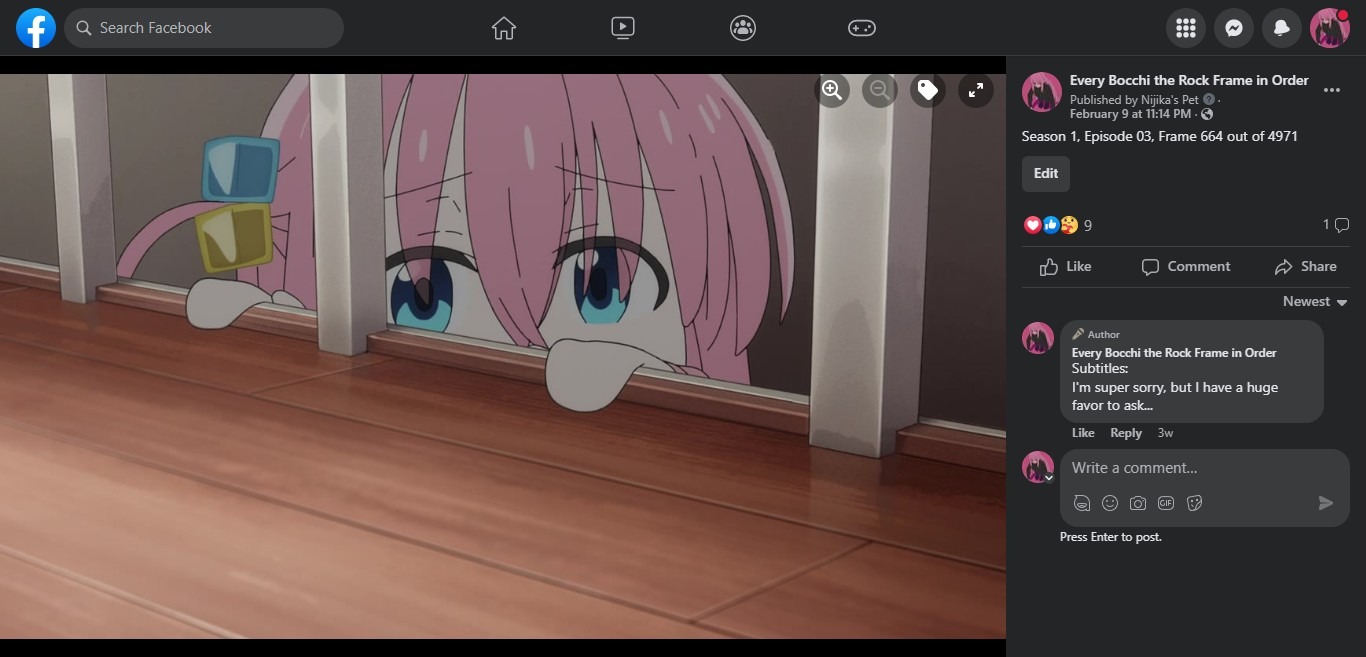 Search Facebook
Every Bocchi the Rock Frame in Order
Published by Nijika's Pet ·
February 9 at 11:14 PM ·
Season 1, Episode 03, Frame 664 out of 4971
Edit
9
1
Like
Comment
Share
Newest
Author
Every Bocchi the Rock Frame in Order
Subtitles:
I'm super sorry, but I have a huge
favor to ask...
Like Reply 3w
Write a comment...
GIF
Press Enter to post.